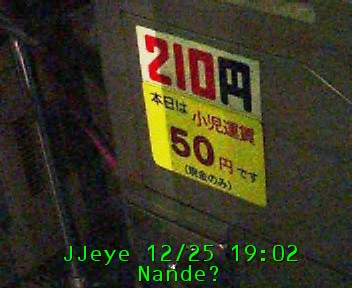 210円
本日は 小児運賃
50円です
(現金のみ)
JJeye 12/25 19:02
Nande?